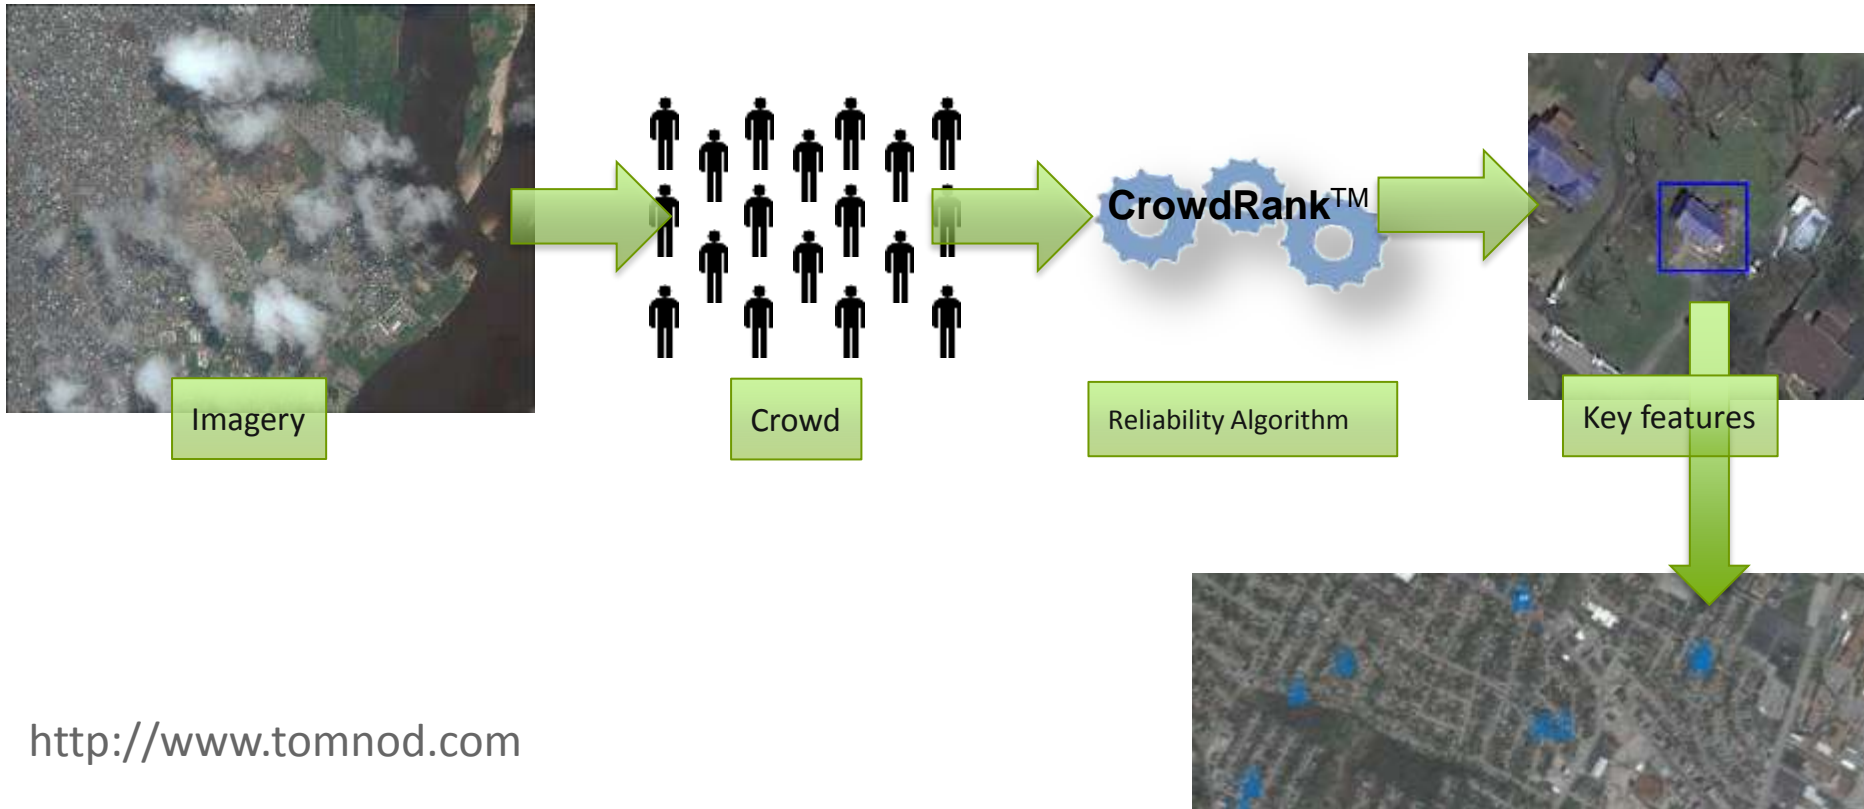 CrowdRank™
Imagery
Crowd
Reliability Algorithm
Key features
http://www.tomnod.com